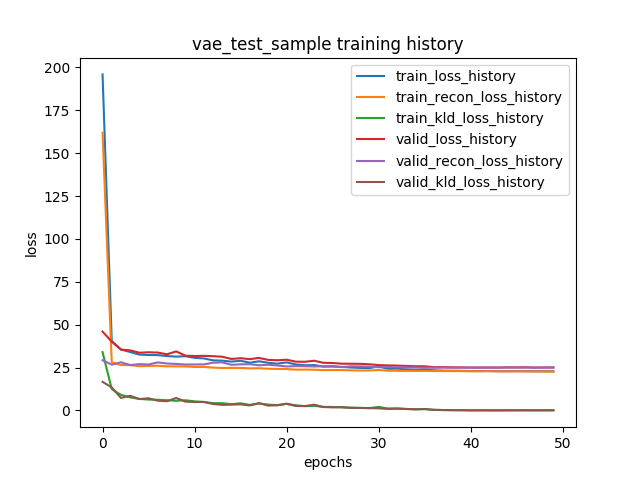 vae_test_sample training history
200
175
150
125
100
75
50
25
0
loss
train_loss_history
train_recon_loss_history
train_kld_loss_history
valid_loss_history
valid_recon_loss_history
valid_kld_loss_history
0 10 20 30 40 50
epochs